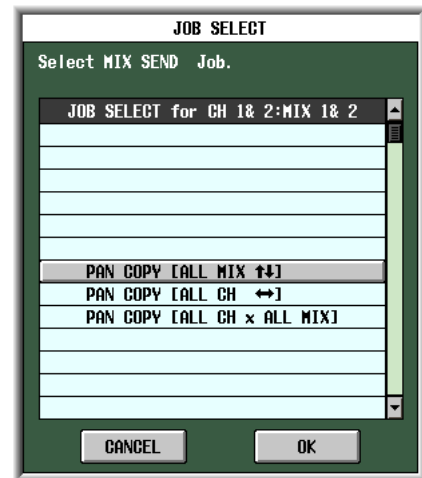 JOB SELECT
Select MIX SEND Job.
JOB SELECT for CH 1& 2:MIX 1& 2
PAN COPY [ALL MIX ↑↓]
PAN COPY [ALL CH ↔]
PAN COPY [ALL CH x ALL MIX]
CANCEL OK